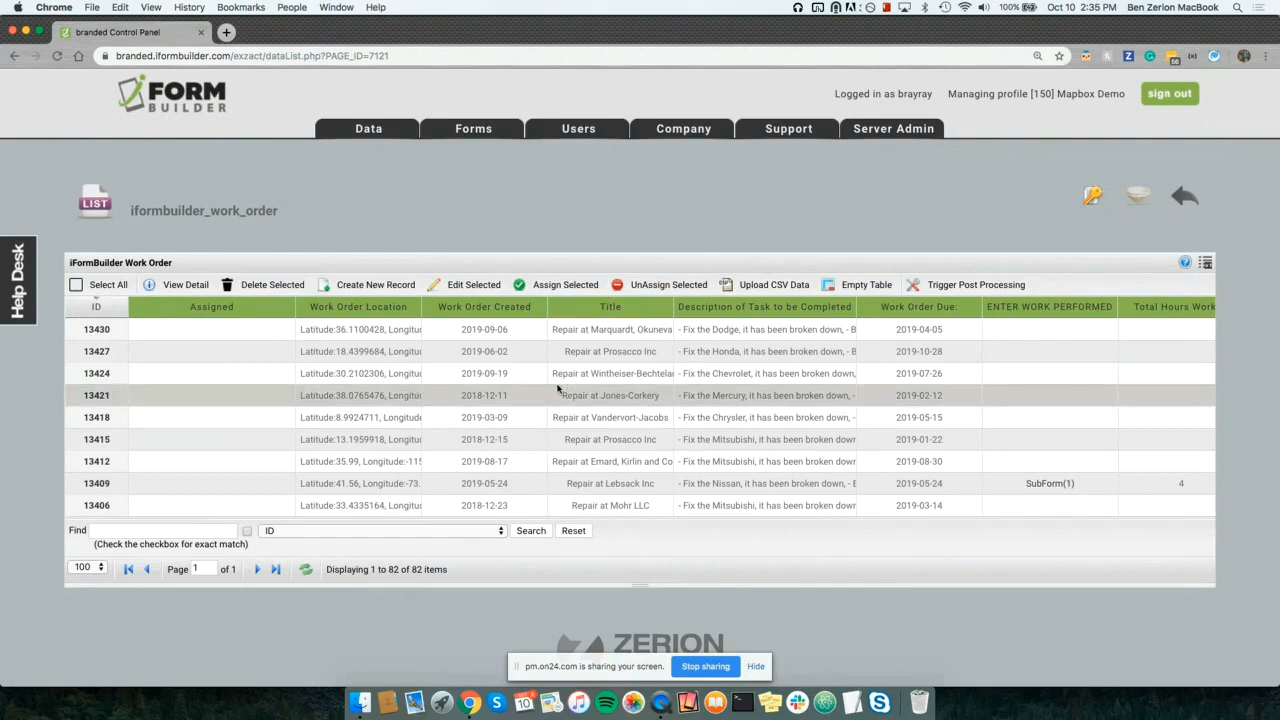 Chrome File Edit View History Bookmarks People Window Help 100% Oct 10 2:35 PM Ben Zerion MacBook
branded Control Panel
branded.iformbuilder.com/exzact/dataList.php?PAGE_ID=7121
FORM
BUILDER
Logged in as brayray Managing profile [150] Mapbox Demo sign out
Data Forms Users Company Support Server Admin
LIST
iformbuilder_work_order
Help Desk
iFormBuilder Work Order
Select All View Detail Delete Selected Create New Record Edit Selected Assign Selected UnAssign Selected Upload CSV Data Empty Table Trigger Post Processing
ID Assigned Work Order Location Work Order Created Title Description of Task to be Completed Work Order Due: ENTER WORK PERFORMED Total Hours Work
13430 Latitude:36.1100428, Longitu 2019-09-06 Repair at Marquardt, Okuneva - Fix the Dodge, it has been broken down, - B 2019-04-05
13427 Latitude:18.4399684, Longitu 2019-06-02 Repair at Prosacco Inc - Fix the Honda, it has been broken down, - B 2019-10-28
13424 Latitude:30.2102306, Longitu 2019-09-19 Repair at Wintheiser-Bechtelar - Fix the Chevrolet, it has been broken down, 2019-07-26
13421 Latitude:38.0765476, Longitu 2018-12-11 Repair at Jones-Corkery - Fix the Mercury, it has been broken down, - 2019-02-12
13418 Latitude:8.9924711, Longitud 2019-03-09 Repair at Vandervort-Jacobs - Fix the Chrysler, it has been broken down, - 2019-05-15
13415 Latitude:13.1959918, Longitu 2018-12-15 Repair at Prosacco Inc - Fix the Mitsubishi, it has been broken down 2019-01-22
13412 Latitude:35.99, Longitude:-115 2019-08-17 Repair at Emard, Kirlin and Co - Fix the Mitsubishi, it has been broken down 2019-08-30
13409 Latitude:41.56, Longitude:-73. 2019-05-24 Repair at Lebsack Inc - Fix the Nissan, it has been broken down, - E 2019-05-24 SubForm(1) 4
13406 Latitude:33.4335164, Longitu 2018-12-23 Repair at Mohr LLC - Fix the Mitsubishi, it has been broken down 2019-03-14
Find ID Search Reset
(Check the checkbox for exact match)
100 Page 1 of 1 Displaying 1 to 82 of 82 items
ZERION
pm.on24.com is sharing your screen. Stop sharing Hide